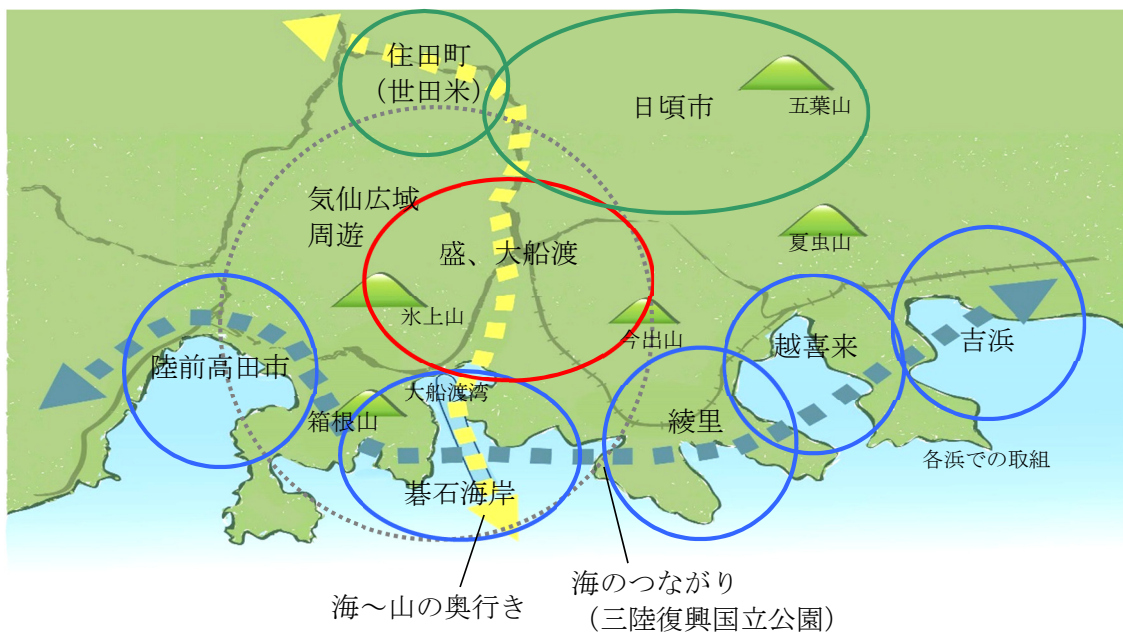 住田町
（世田米）
日頃市
五葉山
気仙広域
周遊
盛、大船渡
夏虫山
氷上山
今出山
越喜来
吉浜
陸前高田市
大船渡湾
箱根山
綾里
各浜での取組
碁石海岸
海～山の奥行き
海のつながり
（三陸復興国立公園）